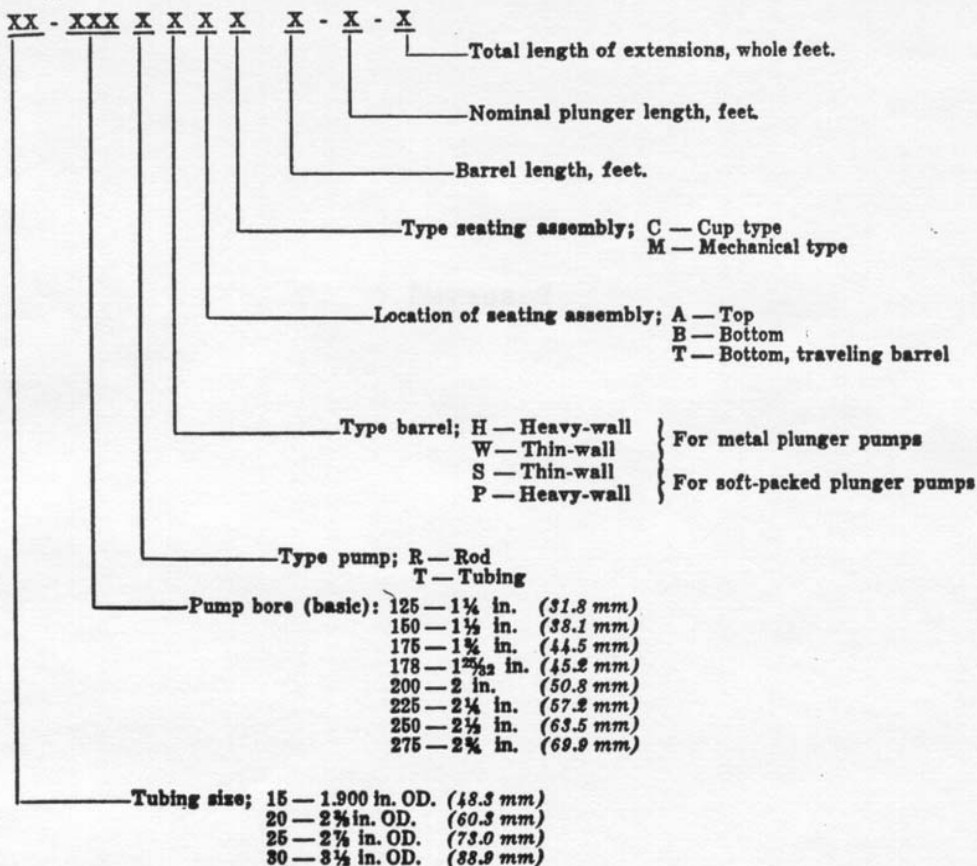 XX - XXX X X X X X - X - X
Total length of extensions, whole feet.
Nominal plunger length, feet.
Barrel length, feet.
Type seating assembly; C — Cup type
M — Mechanical type
Location of seating assembly; A — Top
B — Bottom
T — Bottom, traveling barrel
Type barrel; H — Heavy-wall
W — Thin-wall
For metal plunger pumps
S — Thin-wall
P — Heavy-wall
For soft-packed plunger pumps
Type pump; R — Rod
T — Tubing
Pump bore (basic): 125 — 1¼ in. (31.8 mm)
150 — 1½ in. (38.1 mm)
175 — 1¾ in. (44.5 mm)
178 — 1 25/32 in. (45.2 mm)
200 — 2 in. (50.8 mm)
225 — 2¼ in. (57.2 mm)
250 — 2½ in. (63.5 mm)
275 — 2¾ in. (69.9 mm)
Tubing size; 15 — 1.900 in. OD. (48.3 mm)
20 — 2⅜ in. OD. (60.3 mm)
25 — 2⅞ in. OD. (73.0 mm)
30 — 3½ in. OD. (88.9 mm)